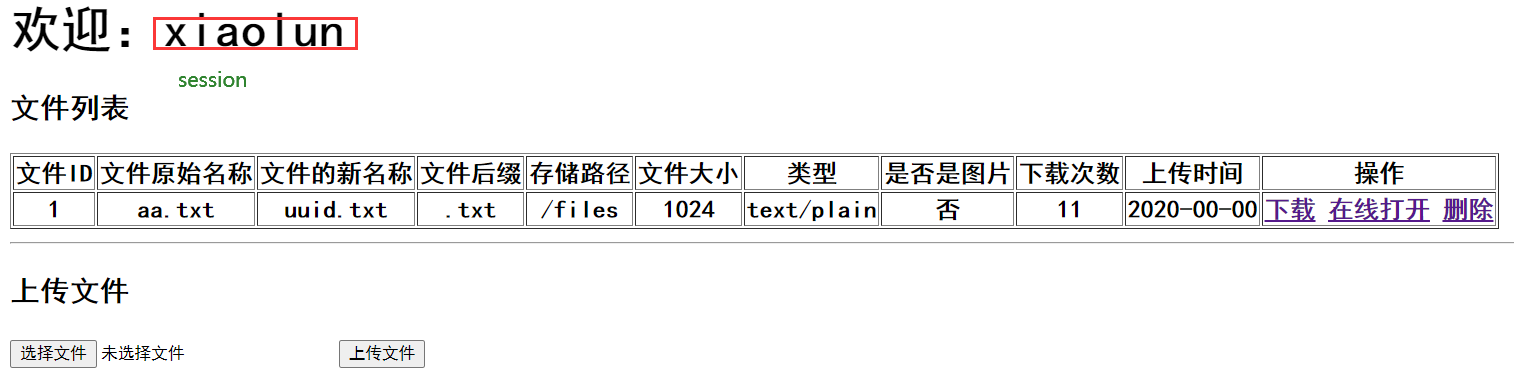 欢迎：xiaolun
session
文件列表
文件ID 文件原始名称 文件的新名称 文件后缀 存储路径 文件大小 类型 是否是图片 下载次数 上传时间 操作
1 aa.txt uuid.txt .txt /files 1024 text/plain 否 11 2020-00-00 下载 在线打开 删除
上传文件
选择文件 未选择文件 上传文件